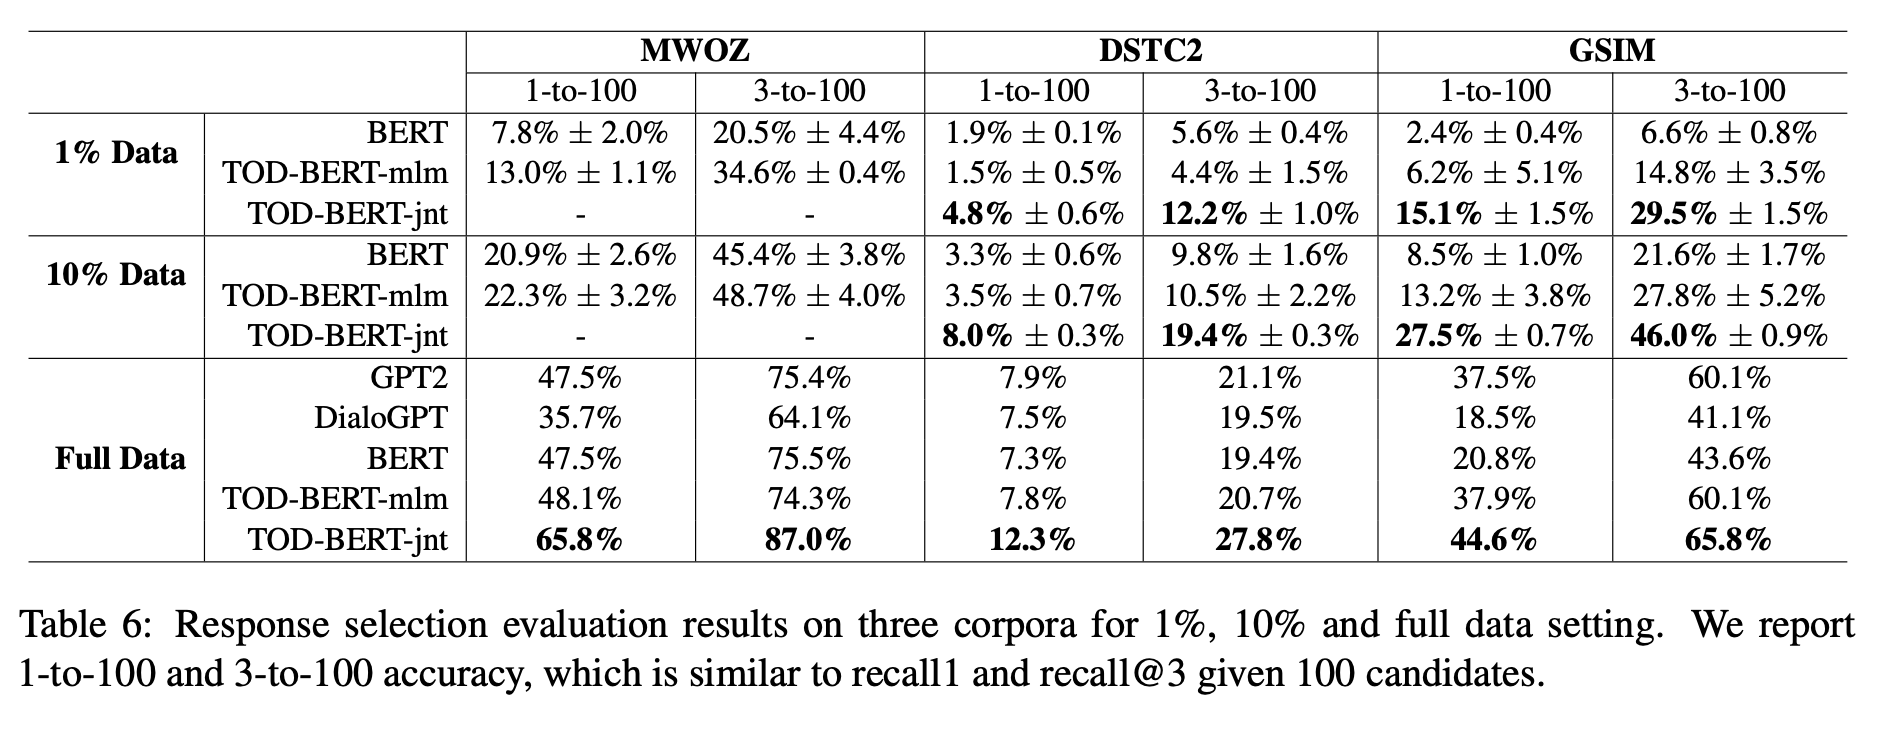 MWOZ DSTC2 GSIM
1-to-100 3-to-100 1-to-100 3-to-100 1-to-100 3-to-100
1% Data BERT 7.8% ± 2.0% 20.5% ± 4.4% 1.9% ± 0.1% 5.6% ± 0.4% 2.4% ± 0.4% 6.6% ± 0.8%
TOD-BERT-mlm 13.0% ± 1.1% 34.6% ± 0.4% 1.5% ± 0.5% 4.4% ± 1.5% 6.2% ± 5.1% 14.8% ± 3.5%
TOD-BERT-jnt - - 4.8% ± 0.6% 12.2% ± 1.0% 15.1% ± 1.5% 29.5% ± 1.5%
10% Data BERT 20.9% ± 2.6% 45.4% ± 3.8% 3.3% ± 0.6% 9.8% ± 1.6% 8.5% ± 1.0% 21.6% ± 1.7%
TOD-BERT-mlm 22.3% ± 3.2% 48.7% ± 4.0% 3.5% ± 0.7% 10.5% ± 2.2% 13.2% ± 3.8% 27.8% ± 5.2%
TOD-BERT-jnt - - 8.0% ± 0.3% 19.4% ± 0.3% 27.5% ± 0.7% 46.0% ± 0.9%
GPT2 47.5% 75.4% 7.9% 21.1% 37.5% 60.1%
DialoGPT 35.7% 64.1% 7.5% 19.5% 18.5% 41.1%
Full Data BERT 47.5% 75.5% 7.3% 19.4% 20.8% 43.6%
TOD-BERT-mlm 48.1% 74.3% 7.8% 20.7% 37.9% 60.1%
TOD-BERT-jnt 65.8% 87.0% 12.3% 27.8% 44.6% 65.8%
Table 6: Response selection evaluation results on three corpora for 1%, 10% and full data setting. We report
1-to-100 and 3-to-100 accuracy, which is similar to recall1 and recall@3 given 100 candidates.